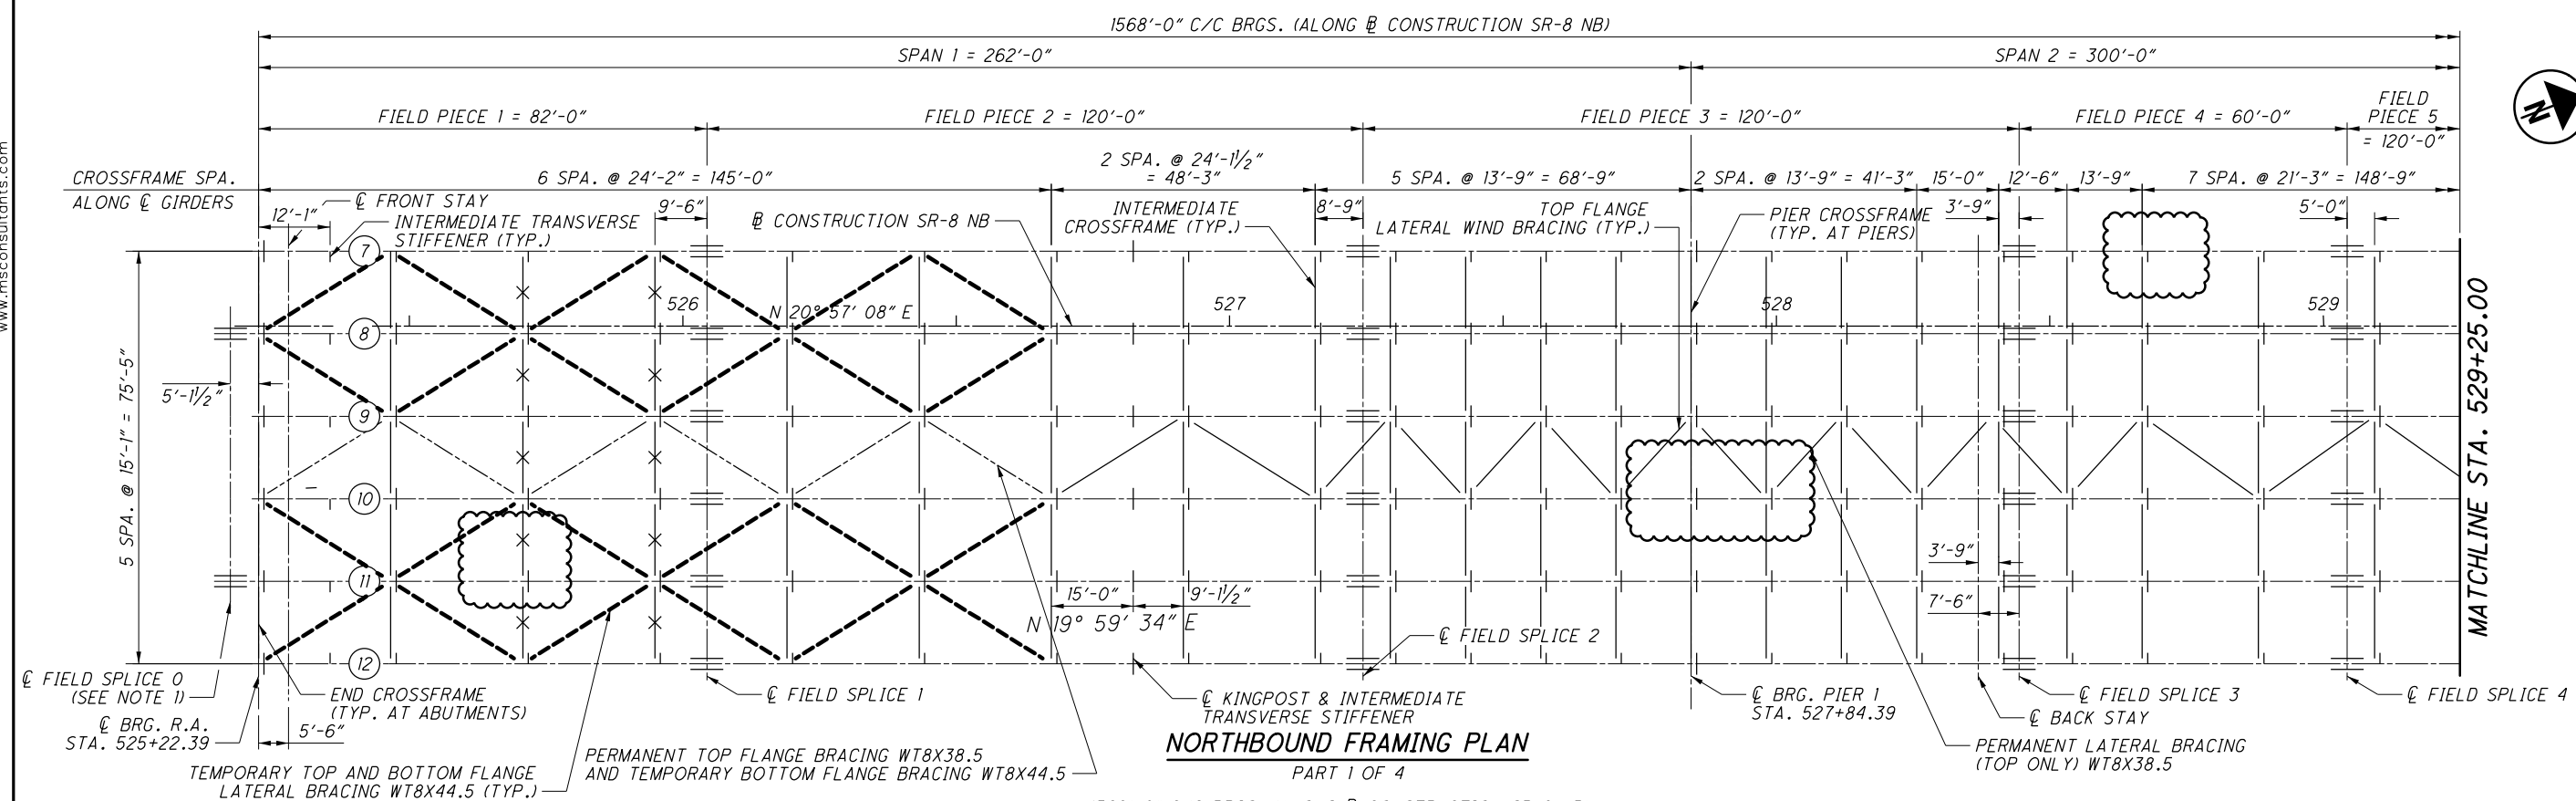 1568'-0" C/C BRGS. (ALONG ℄ CONSTRUCTION SR-8 NB)
SPAN 1 = 262'-0"
SPAN 2 = 300'-0"
FIELD PIECE 1 = 82'-0"
FIELD PIECE 2 = 120'-0"
FIELD PIECE 3 = 120'-0"
FIELD PIECE 4 = 60'-0"
FIELD
PIECE 5
= 120'-0"
N
www.msconsultants.com
CROSSFRAME SPA.
ALONG ℄ GIRDERS
6 SPA. @ 24'-2" = 145'-0"
2 SPA. @ 24'-1½"
= 48'-3"
5 SPA. @ 13'-9" = 68'-9"
2 SPA. @ 13'-9" = 41'-3"
15'-0"
12'-6"
13'-9"
7 SPA. @ 21'-3" = 148'-9"
12'-1"
℄ FRONT STAY
INTERMEDIATE TRANSVERSE
STIFFENER (TYP.)
9'-6"
℄ CONSTRUCTION SR-8 NB
INTERMEDIATE
CROSSFRAME (TYP.)
8'-9"
TOP FLANGE
LATERAL WIND BRACING (TYP.)
PIER CROSSFRAME
(TYP. AT PIERS)
3'-9"
5'-0"
7
8
9
10
11
12
526
N 20° 57' 08" E
527
528
529
5'-1½"
5 SPA. @ 15'-1" = 75'-5"
MATCHLINE STA. 529+25.00
15'-0"
9'-1½"
N 19° 59' 34" E
3'-9"
7'-6"
℄ FIELD SPLICE 0
(SEE NOTE 1)
℄ BRG. R.A.
STA. 525+22.39
5'-6"
END CROSSFRAME
(TYP. AT ABUTMENTS)
℄ FIELD SPLICE 1
℄ FIELD SPLICE 2
℄ KINGPOST & INTERMEDIATE
TRANSVERSE STIFFENER
℄ BRG. PIER 1
STA. 527+84.39
℄ FIELD SPLICE 3
℄ BACK STAY
℄ FIELD SPLICE 4
PERMANENT LATERAL BRACING
(TOP ONLY) WT8X38.5
TEMPORARY TOP AND BOTTOM FLANGE
LATERAL BRACING WT8X44.5 (TYP.)
PERMANENT TOP FLANGE BRACING WT8X38.5
AND TEMPORARY BOTTOM FLANGE BRACING WT8X44.5
NORTHBOUND FRAMING PLAN
PART 1 OF 4